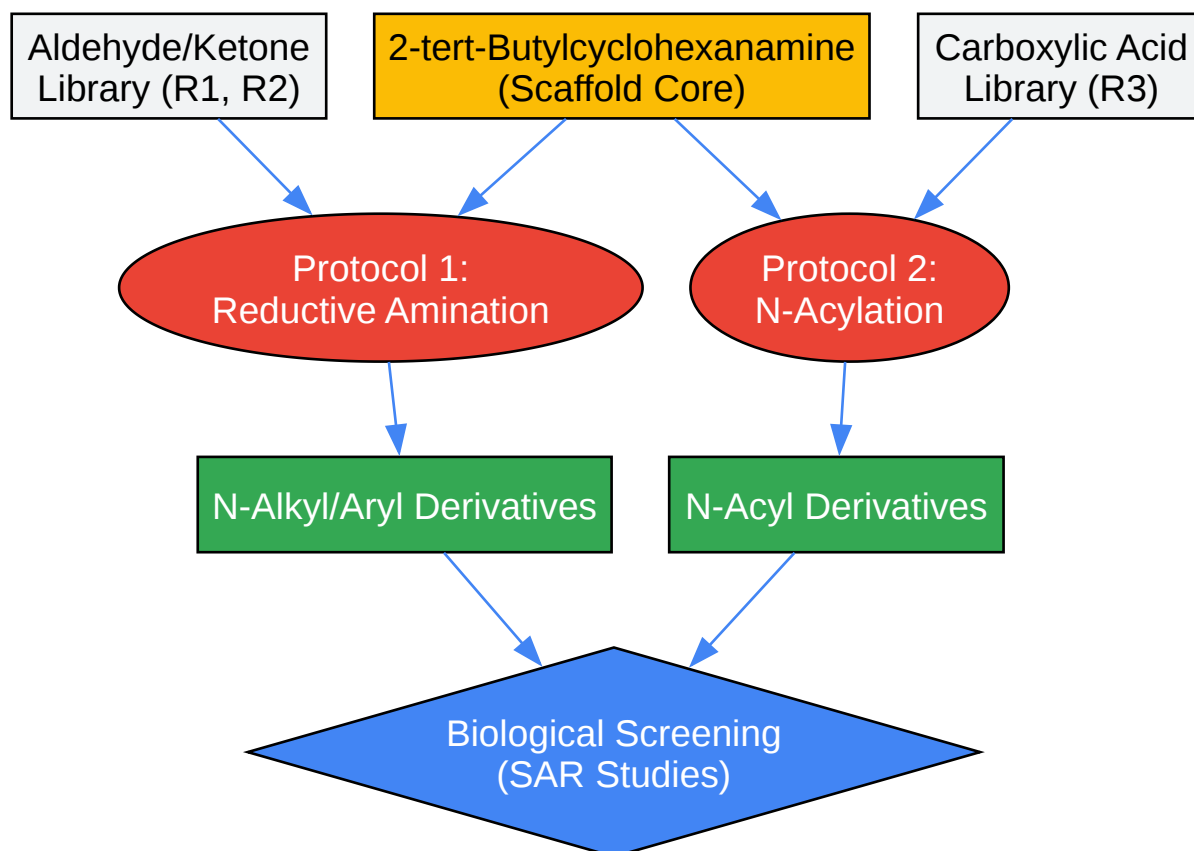 Aldehyde/Ketone
Library (R1, R2)
2-tert-Butylcyclohexanamine
(Scaffold Core)
Carboxylic Acid
Library (R3)
Protocol 1:
Reductive Amination
Protocol 2:
N-Acylation
N-Alkyl/Aryl Derivatives
N-Acyl Derivatives
Biological Screening
(SAR Studies)